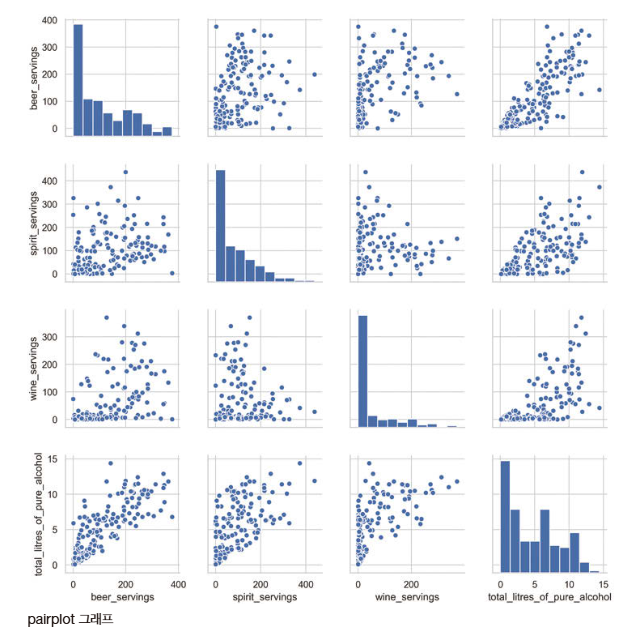 400
300
200
100
0
beer_servings
400
300
200
100
0
spirit_servings
300
200
100
0
wine_servings
15
10
5
0
total_litres_of_pure_alcohol
0 200 400
beer_servings
0 200 400
spirit_servings
0 200
wine_servings
0 5 10 15
total_litres_of_pure_alcohol
pairplot 그래프